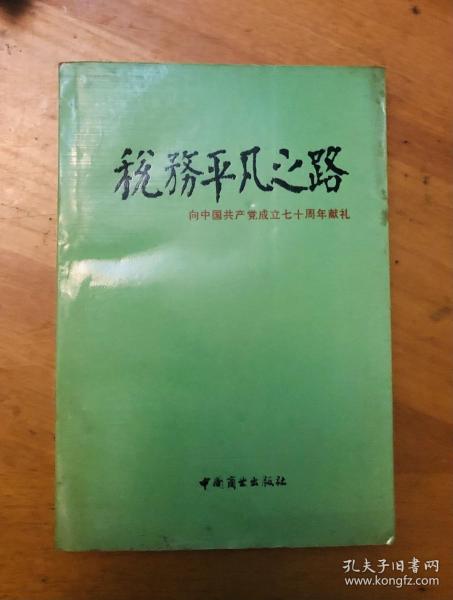 税務平凡之路
向中国共产党成立七十周年献礼
中国商业出版社
孔夫子旧书网
www.kongfz.com